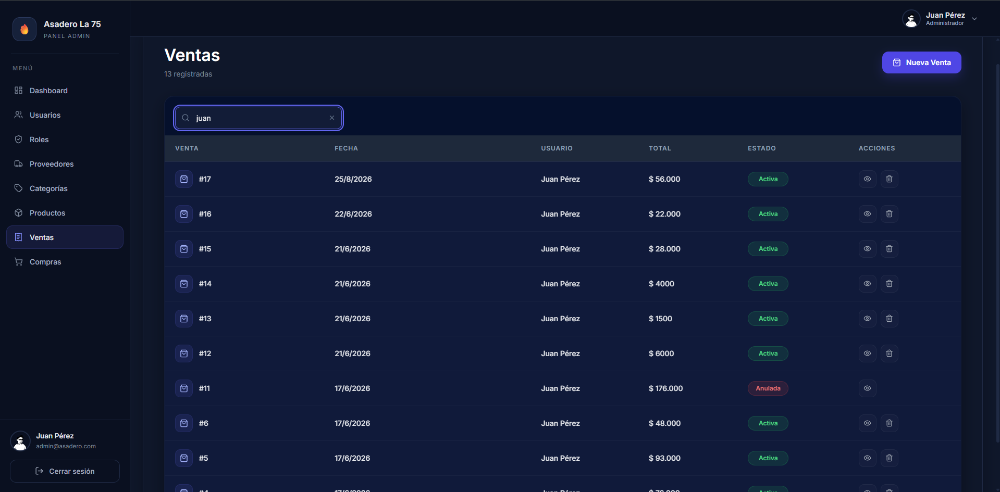 Asadero La 75
PANEL ADMIN
MENÚ
Dashboard
Usuarios
Roles
Proveedores
Categorías
Productos
Ventas
Compras
Juan Pérez
admin@asadero.com
Cerrar sesión
Juan Pérez
Administrador
Ventas
13 registradas
Nueva Venta
juan
VENTA FECHA USUARIO TOTAL ESTADO ACCIONES
#17 25/8/2026 Juan Pérez $ 56.000 Activa
#16 22/6/2026 Juan Pérez $ 22.000 Activa
#15 21/6/2026 Juan Pérez $ 28.000 Activa
#14 21/6/2026 Juan Pérez $ 4000 Activa
#13 21/6/2026 Juan Pérez $ 1500 Activa
#12 21/6/2026 Juan Pérez $ 6000 Activa
#11 17/6/2026 Juan Pérez $ 176.000 Anulada
#6 17/6/2026 Juan Pérez $ 48.000 Activa
#5 17/6/2026 Juan Pérez $ 93.000 Activa
17/6/2026 Juan Pérez Activa